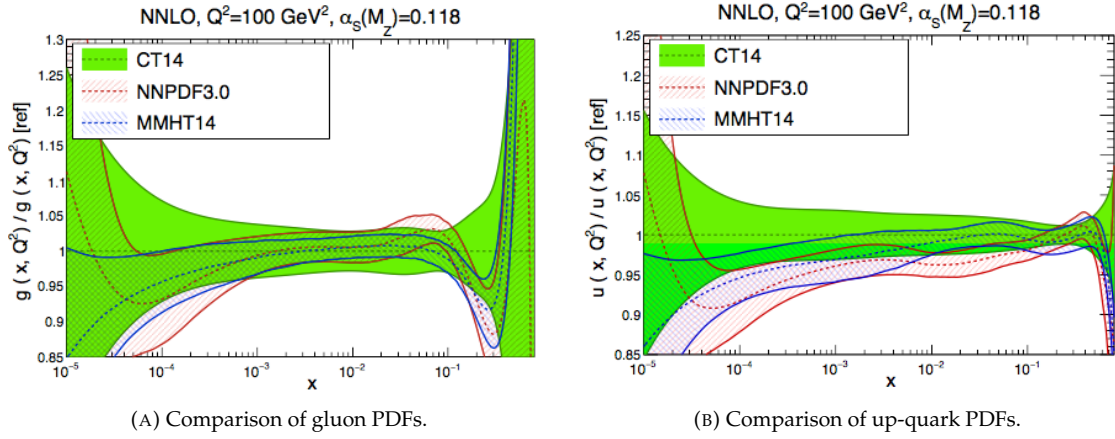 NNLO, Q²=100 GeV², α_S(M_Z)=0.118
g ( x, Q²) / g ( x, Q²) [ref]
1.3
1.25
1.2
1.15
1.1
1.05
1
0.95
0.9
0.85
CT14
NNPDF3.0
MMHT14
10⁻⁵ 10⁻⁴ 10⁻³ 10⁻² 10⁻¹
x
(A) Comparison of gluon PDFs.
NNLO, Q²=100 GeV², α_S(M_Z)=0.118
u ( x, Q²) / u ( x, Q²) [ref]
1.25
1.2
1.15
1.1
1.05
1
0.95
0.9
0.85
CT14
NNPDF3.0
MMHT14
10⁻⁵ 10⁻⁴ 10⁻³ 10⁻² 10⁻¹
x
(B) Comparison of up-quark PDFs.